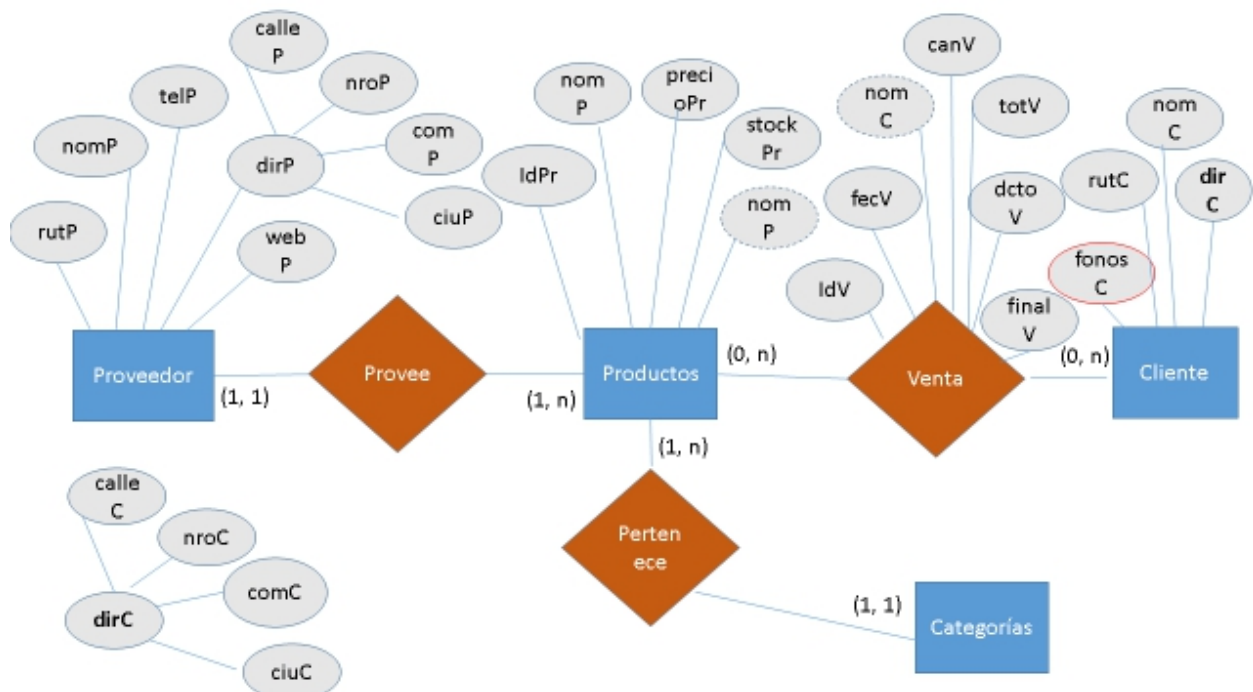 calle
P
canV
telP
nroP
nom
P
preci
oPr
nom
C
totV
nom
C
nomP
com
P
stock
Pr
dirP
IdPr
rutC
dir
C
fecV
dcto
V
rutP
ciuP
nom
P
web
P
fonos
C
IdV
final
V
Proveedor
Provee
Productos
(0, n)
Venta
(0, n)
Cliente
(1, 1)
(1, n)
(1, n)
calle
C
nroC
Perten
ece
comC
dirC
(1, 1)
Categorías
ciuC